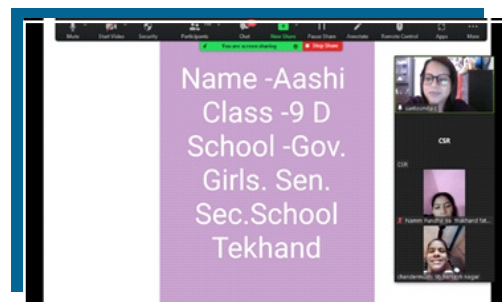 Mute
Start Video
Security
Participants
Chat
New Share
Pause Share
Annotate
Remote Control
Apps
More
You are screen sharing
Stop Share
Name -Aashi
Class -9 D
School -Gov.
Girls. Sen.
Sec.School
Tekhand
CSR
CSR